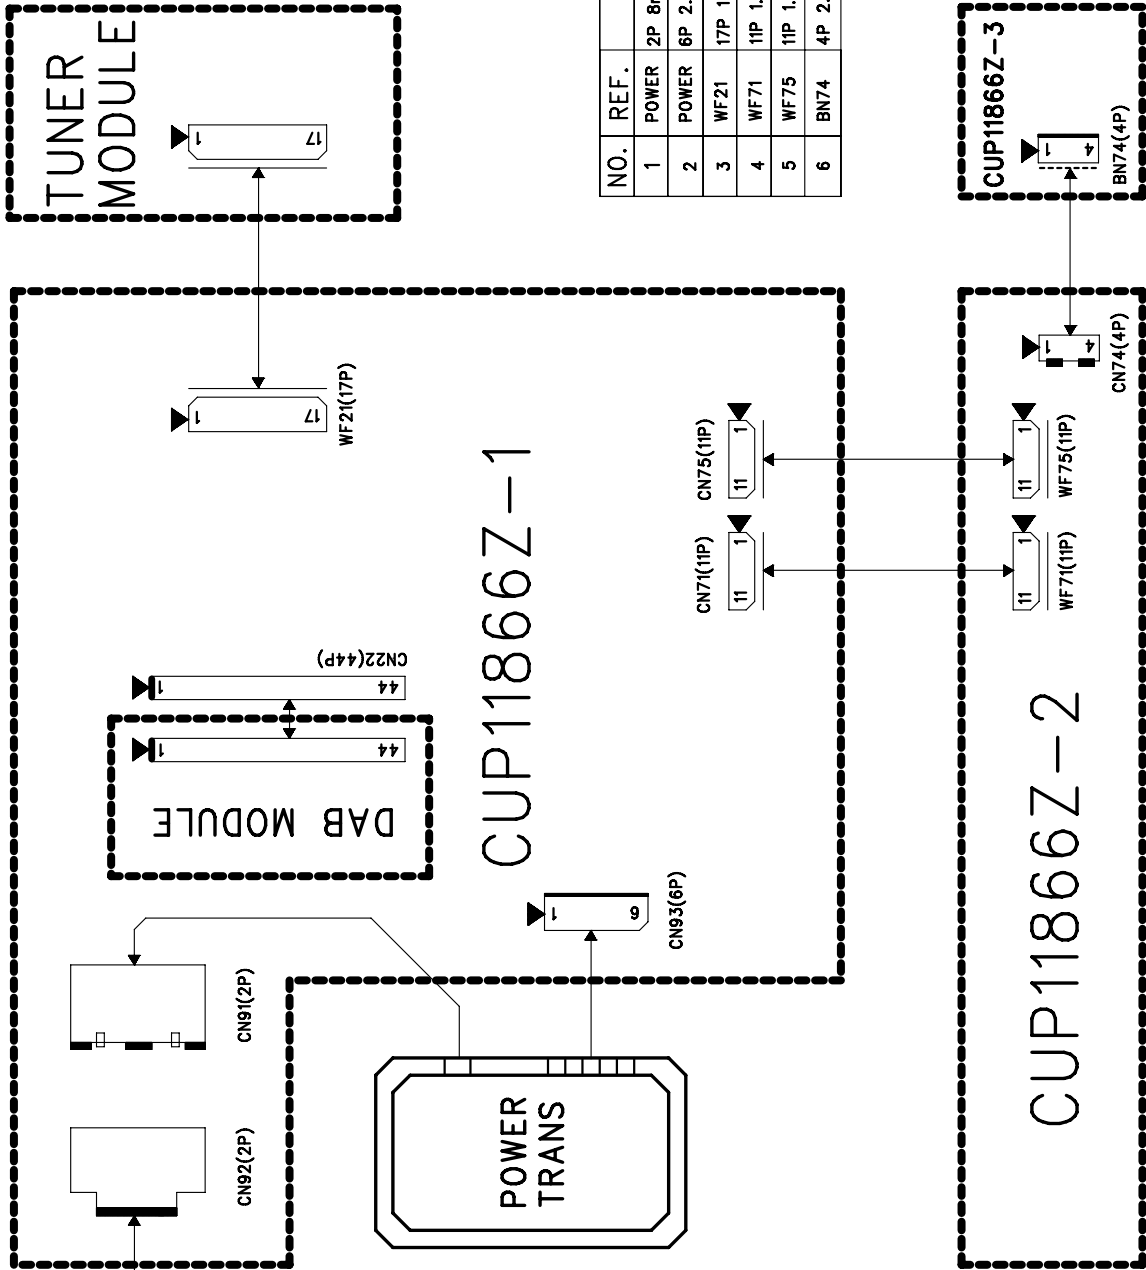 TUNER
MODULE
1
17
NO. REF.
1 POWER 2P
2 POWER 6P
3 WF21 17P
4 WF71 11P
5 WF75 11P
6 BN74 4P
CUP11866Z-3
1
4
BN74(4P)
1
17
WF21(17P)
1
4
CN74(4P)
CN75(11P)
11 1
11 1
WF75(11P)
CN71(11P)
11 1
11 1
WF71(11P)
CUP11866Z-1
CUP11866Z-2
CN22(44P)
1
44
1
44
DAB MODULE
1
6
CN93(6P)
CN91(2P)
CN92(2P)
POWER
TRANS